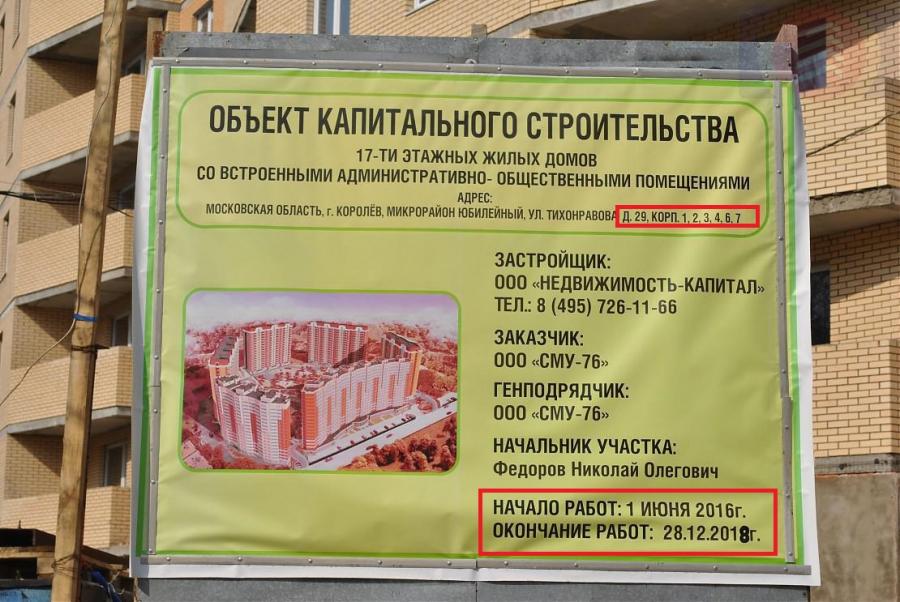 ОБЪЕКТ КАПИТАЛЬНОГО СТРОИТЕЛЬСТВА
17-ТИ ЭТАЖНЫХ ЖИЛЫХ ДОМОВ
СО ВСТРОЕННЫМИ АДМИНИСТРАТИВНО- ОБЩЕСТВЕННЫМИ ПОМЕЩЕНИЯМИ
АДРЕС:
МОСКОВСКАЯ ОБЛАСТЬ, г. КОРОЛЁВ, МИКРОРАЙОН ЮБИЛЕЙНЫЙ, УЛ. ТИХОНРАВОВА Д. 29, КОРП. 1, 2, 3, 4, 6, 7
ЗАСТРОЙЩИК:
ООО «НЕДВИЖИМОСТЬ-КАПИТАЛ»
ТЕЛ.: 8 (495) 726-11-66
ЗАКАЗЧИК:
ООО «СМУ-76»
ГЕНПОДРЯДЧИК:
ООО «СМУ-76»
НАЧАЛЬНИК УЧАСТКА:
Федоров Николай Олегович
НАЧАЛО РАБОТ: 1 ИЮНЯ 2016г.
ОКОНЧАНИЕ РАБОТ: 28.12.2018г.